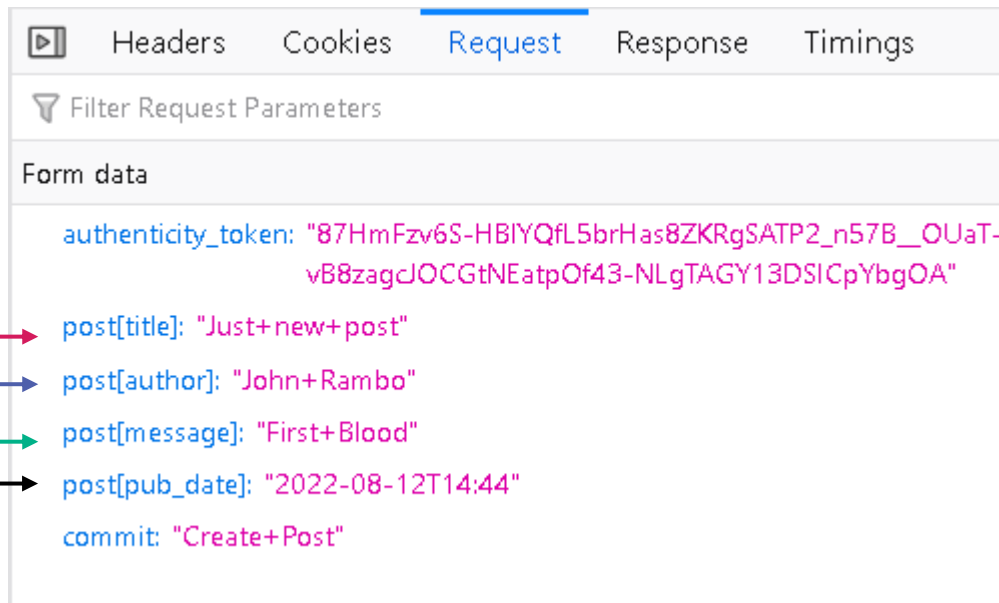 Headers Cookies Request Response Timings
Filter Request Parameters
Form data
authenticity_token: "87HmFzv6S-HBlYQfL5brHas8ZKRgSATP2_n57B__OUaT-
vB8zagcJOCGtNEatpOf43-NLgTAGY13DSlCpYbgOA"
post[title]: "Just+new+post"
post[author]: "John+Rambo"
post[message]: "First+Blood"
post[pub_date]: "2022-08-12T14:44"
commit: "Create+Post"